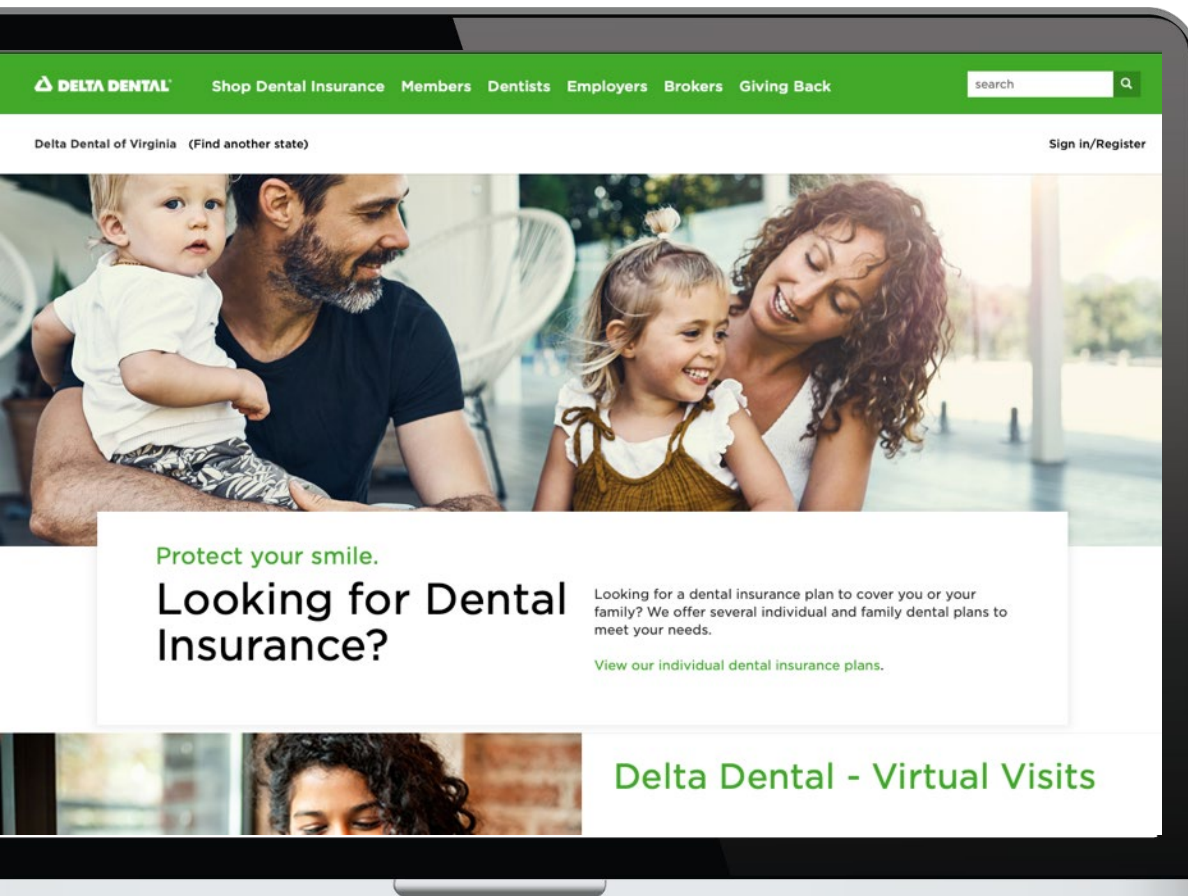 DELTA DENTAL
Shop Dental Insurance Members Dentists Employers Brokers Giving Back
search
Delta Dental of Virginia (Find another state)
Sign in/Register
Protect your smile.
Looking for Dental
Insurance?
Looking for a dental insurance plan to cover you or your
family? We offer several individual and family dental plans to
meet your needs.
View our individual dental insurance plans.
Delta Dental - Virtual Visits